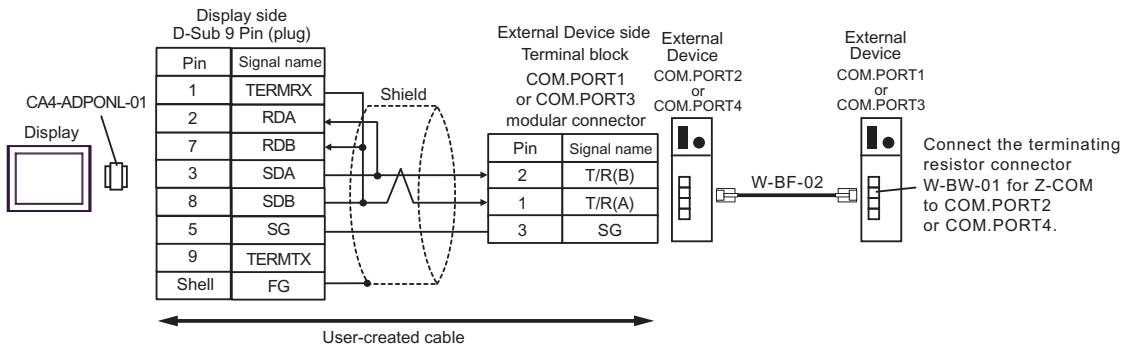 Display side
D-Sub 9 Pin (plug)
CA4-ADPONL-01
Display
Pin Signal name
1 TERMRX
2 RDA
7 RDB
3 SDA
8 SDB
5 SG
9 TERMTX
Shell FG
Shield
User-created cable
External Device side
Terminal block
COM.PORT1
or COM.PORT3
modular connector
Pin Signal name
2 T/R(B)
1 T/R(A)
3 SG
External
Device
COM.PORT2
or
COM.PORT4
W-BF-02
External
Device
COM.PORT1
or
COM.PORT3
Connect the terminating
resistor connector
W-BW-01 for Z-COM
to COM.PORT2
or COM.PORT4.